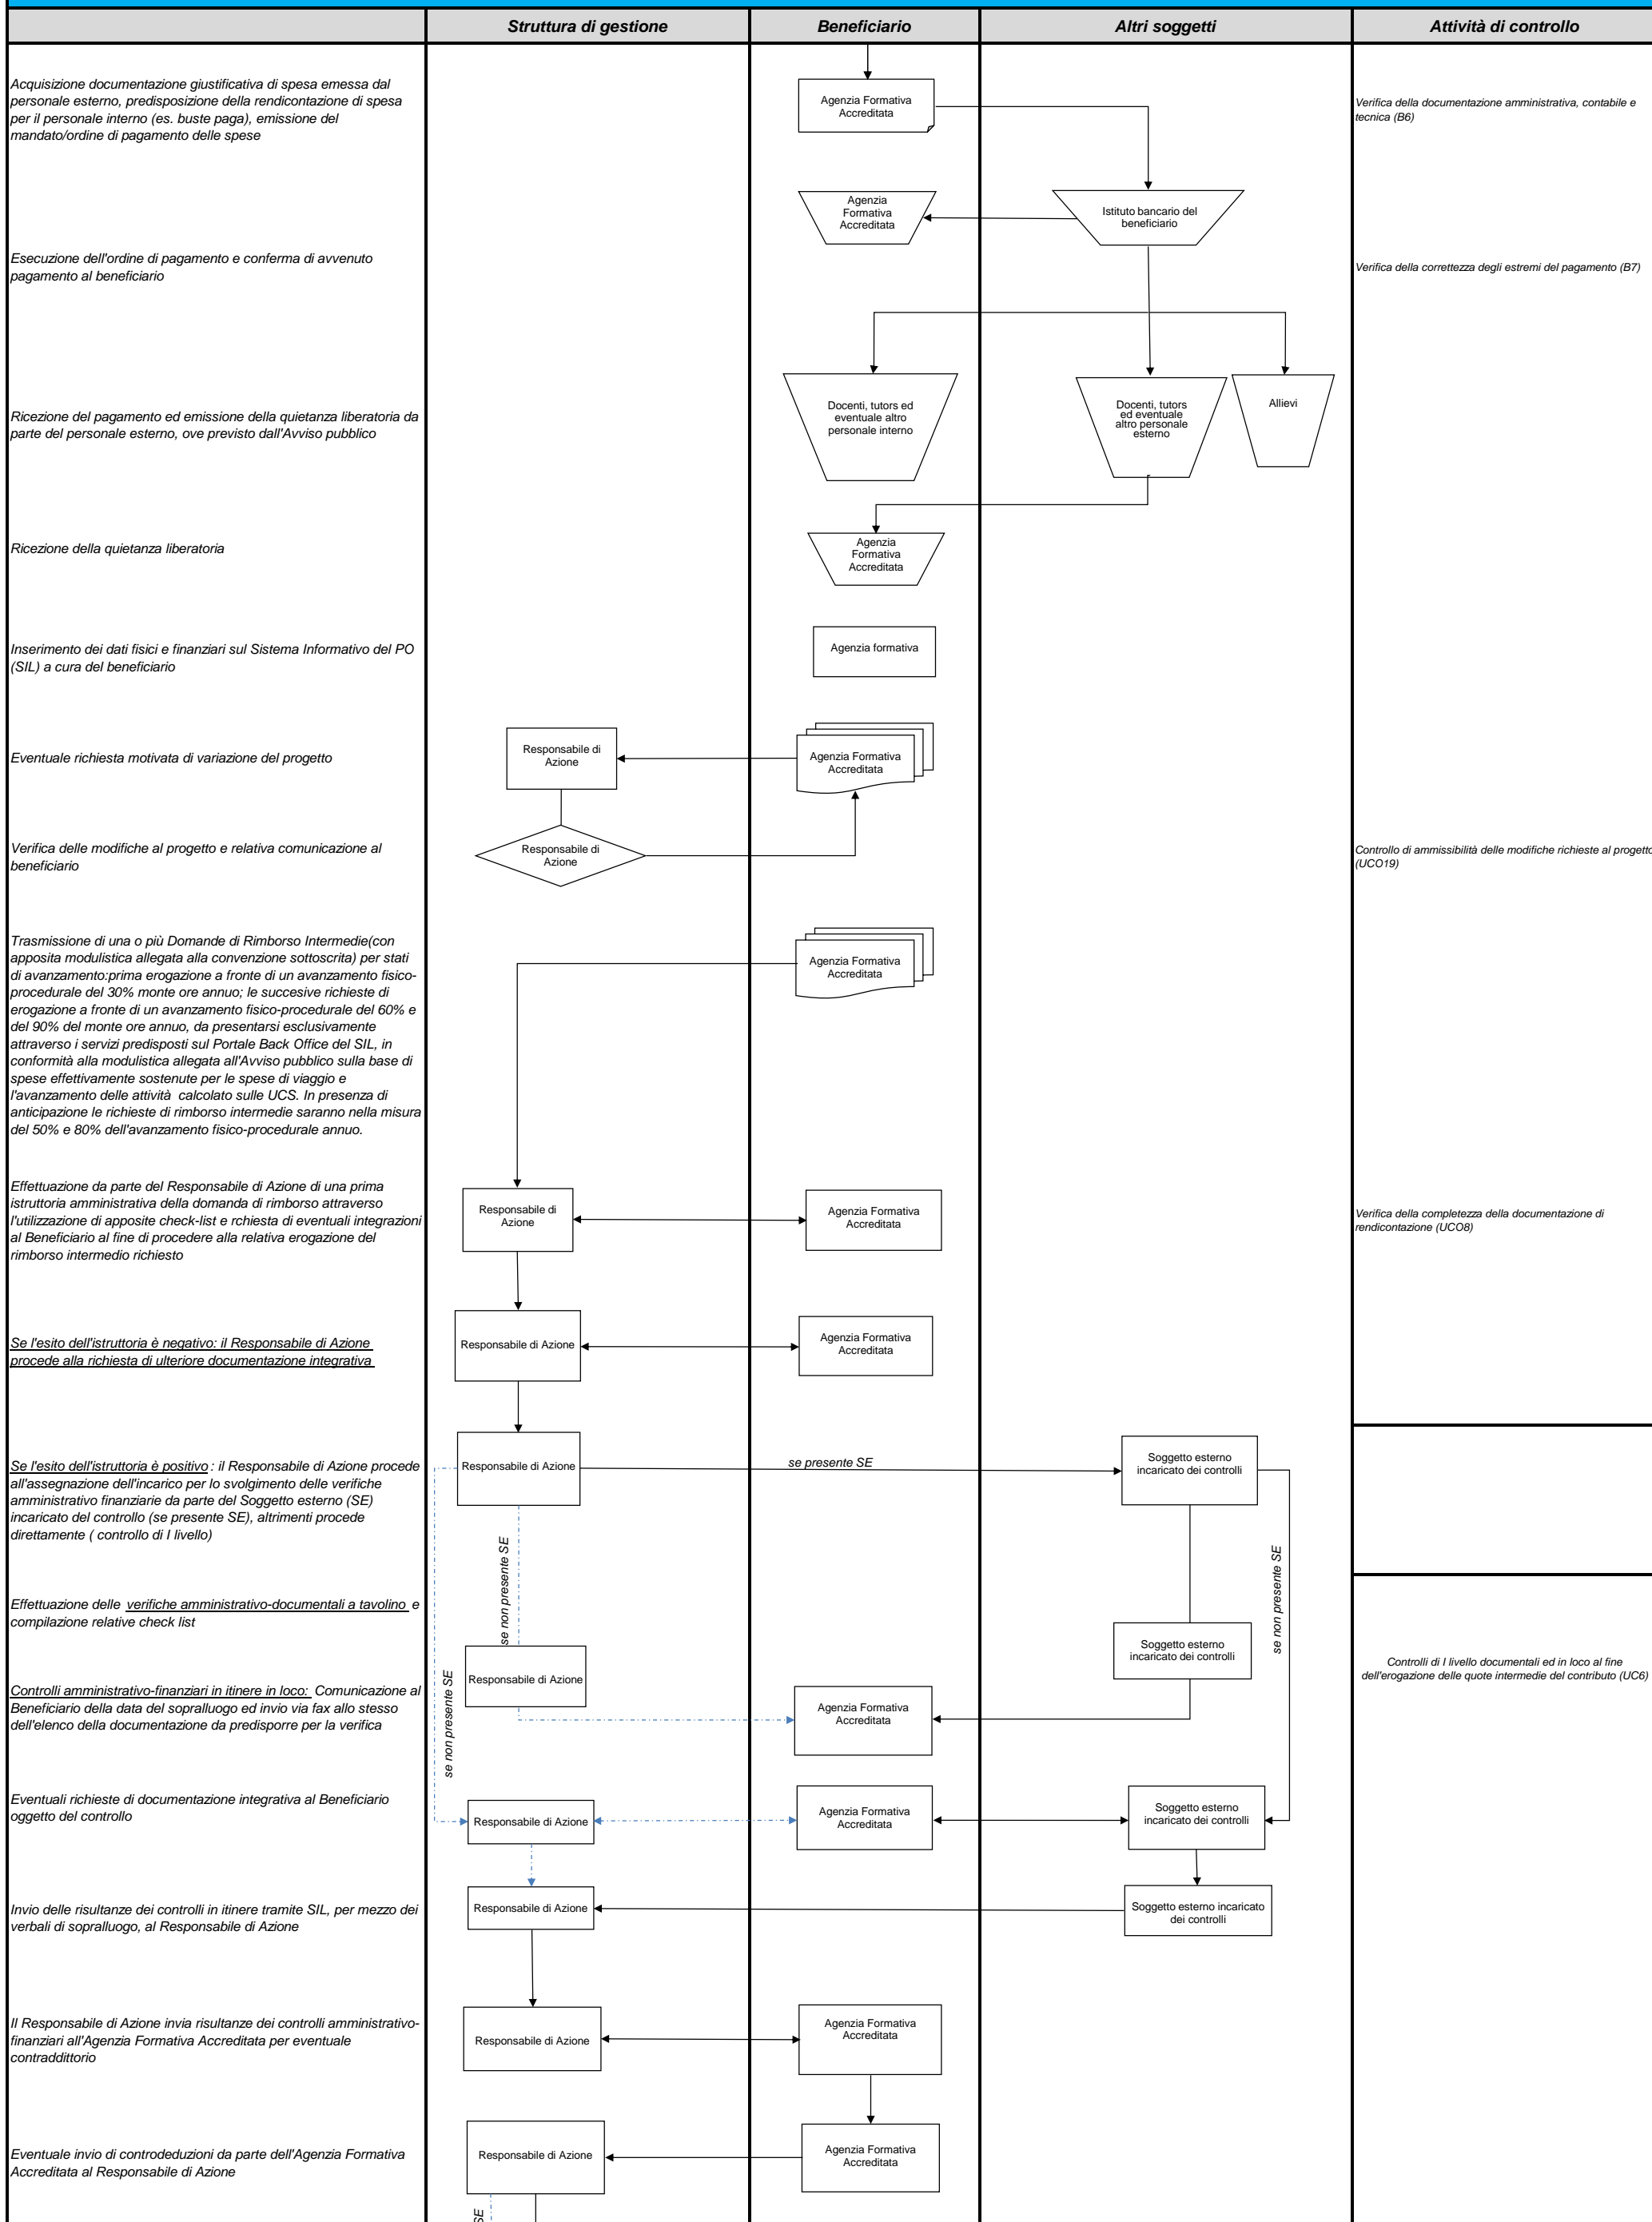 Struttura di gestione
Beneficiario
Altri soggetti
Attività di controllo
Acquisizione documentazione giustificativa di spesa emessa dal
personale esterno, predisposizione della rendicontazione di spesa
per il personale interno (es. buste paga), emissione del
mandato/ordine di pagamento delle spese
Agenzia Formativa
Accreditata
Verifica della documentazione amministrativa, contabile e
tecnica (B6)
Agenzia
Formativa
Accreditata
Istituto bancario del
beneficiario
Esecuzione dell'ordine di pagamento e conferma di avvenuto
pagamento al beneficiario
Verifica della correttezza degli estremi del pagamento (B7)
Ricezione del pagamento ed emissione della quietanza liberatoria da
parte del personale esterno, ove previsto dall'Avviso pubblico
Docenti, tutors ed
eventuale altro
personale interno
Docenti, tutors
ed eventuale
altro personale
esterno
Allievi
Ricezione della quietanza liberatoria
Agenzia
Formativa
Accreditata
Inserimento dei dati fisici e finanziari sul Sistema Informativo del PO
(SIL) a cura del beneficiario
Agenzia formativa
Eventuale richiesta motivata di variazione del progetto
Responsabile di
Azione
Agenzia Formativa
Accreditata
Verifica delle modifiche al progetto e relativa comunicazione al
beneficiario
Responsabile di
Azione
Controllo di ammissibilità delle modifiche richieste al progetto
(UCO19)
Trasmissione di una o più Domande di Rimborso Intermedie(con
apposita modulistica allegata alla convenzione sottoscrita) per stati
di avanzamento:prima erogazione a fronte di un avanzamento fisico-
procedurale del 30% monte ore annuo; le succesive richieste di
erogazione a fronte di un avanzamento fisico-procedurale del 60% e
del 90% del monte ore annuo, da presentarsi esclusivamente
attraverso i servizi predisposti sul Portale Back Office del SIL, in
conformità alla modulistica allegata all'Avviso pubblico sulla base di
spese effettivamente sostenute per le spese di viaggio e
l'avanzamento delle attività  calcolato sulle UCS. In presenza di
anticipazione le richieste di rimborso intermedie saranno nella misura
del 50% e 80% dell'avanzamento fisico-procedurale annuo.
Agenzia Formativa
Accreditata
Effettuazione da parte del Responsabile di Azione di una prima
istruttoria amministrativa della domanda di rimborso attraverso
l'utilizzazione di apposite check-list e rchiesta di eventuali integrazioni
al Beneficiario al fine di procedere alla relativa erogazione del
rimborso intermedio richiesto
Responsabile di
Azione
Agenzia Formativa
Accreditata
Verifica della completezza della documentazione di
rendicontazione (UCO8)
Se l'esito dell'istruttoria è negativo: il Responsabile di Azione
procede alla richiesta di ulteriore documentazione integrativa
Responsabile di Azione
Agenzia Formativa
Accreditata
Se l'esito dell'istruttoria è positivo : il Responsabile di Azione procede
all'assegnazione dell'incarico per lo svolgimento delle verifiche
amministrativo finanziarie da parte del Soggetto esterno (SE)
incaricato del controllo (se presente SE), altrimenti procede
direttamente ( controllo di I livello)
Responsabile di Azione
se presente SE
Soggetto esterno
incaricato dei controlli
se non presente SE
se non presente SE
Effettuazione delle  verifiche amministrativo-documentali a tavolino e
compilazione relative check list
Soggetto esterno
incaricato dei controlli
Controlli di I livello documentali ed in loco al fine
dell'erogazione delle quote intermedie del contributo (UC6)
Controlli amministrativo-finanziari in itinere in loco: Comunicazione al
Beneficiario della data del sopralluogo ed invio via fax allo stesso
dell'elenco della documentazione da predisporre per la verifica
se non presente SE
Responsabile di Azione
Agenzia Formativa
Accreditata
Eventuali richieste di documentazione integrativa al Beneficiario
oggetto del controllo
Responsabile di Azione
Agenzia Formativa
Accreditata
Soggetto esterno
incaricato dei controlli
Invio delle risultanze dei controlli in itinere tramite SIL, per mezzo dei
verbali di sopralluogo, al Responsabile di Azione
Responsabile di Azione
Soggetto esterno incaricato
dei controlli
Il Responsabile di Azione invia risultanze dei controlli amministrativo-
finanziari all'Agenzia Formativa Accreditata per eventuale
contraddittorio
Responsabile di Azione
Agenzia Formativa
Accreditata
Eventuale invio di controdeduzioni da parte dell'Agenzia Formativa
Accreditata al Responsabile di Azione
Responsabile di Azione
Agenzia Formativa
Accreditata
SE